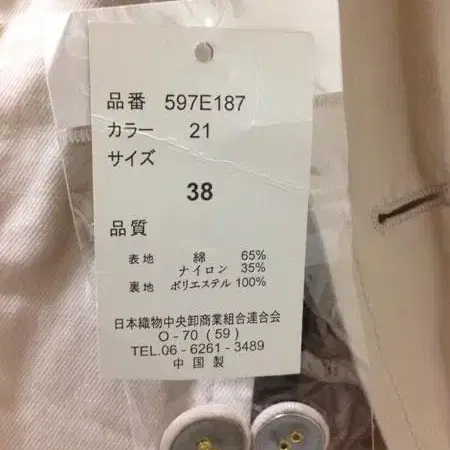 品番 597E187
カラー 21
サイズ
38
品質
表地 綿 65%
ナイロン 35%
裏地 ポリエステル 100%
日本織物中央卸商業組合連合会
O-70(59)
TEL.06-6261-3489
中国製